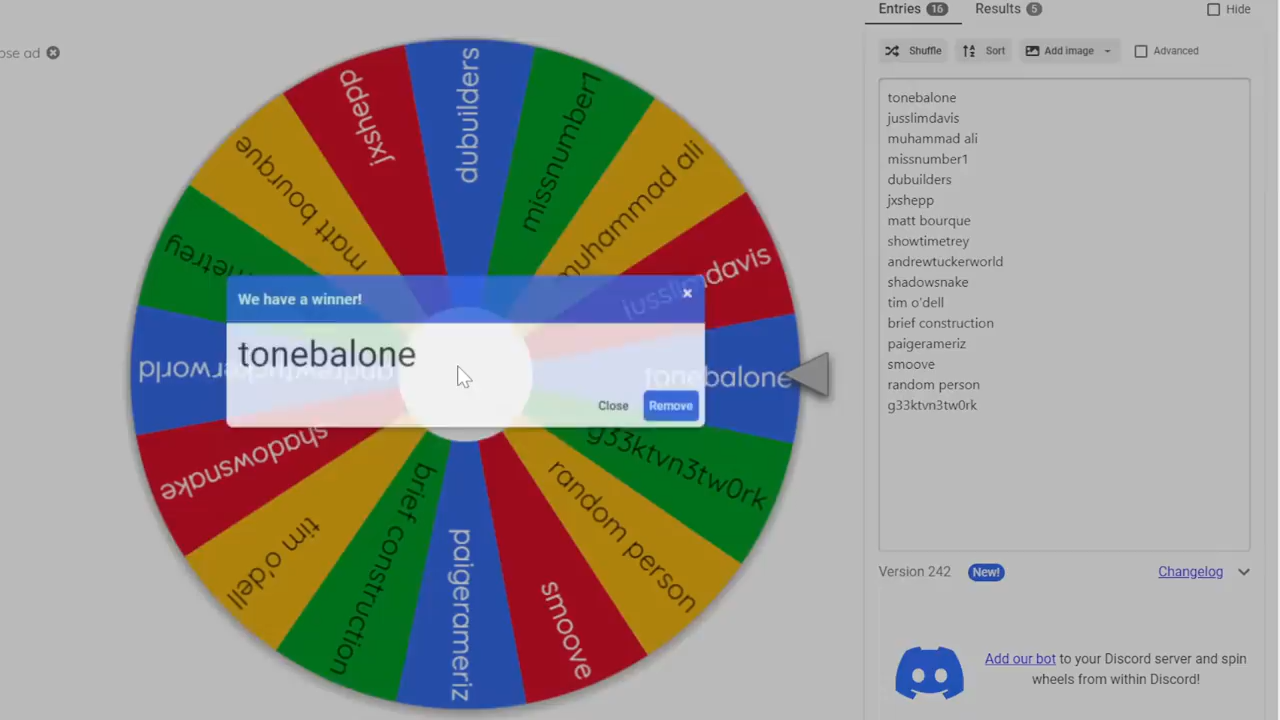 Entries 16 Results 5 Hide
ose ad
Shuffle Sort Add image Advanced
tonebalone
jusslimdavis
muhammad ali
missnumber1
dubuilders
jxshepp
matt bourque
showtimetrey
andrewtuckerworld
shadowsnake
tim o'dell
brief construction
paigerameriz
smoove
random person
g33ktvn3tw0rk
Version 242 New! Changelog
Add our bot to your Discord server and spin
wheels from within Discord!
dubuilders
missnumber1
muhammad ali
jusslimdavis
tonebalone
g33ktvn3tw0rk
random person
smoove
paigerameriz
brief construction
tim o'dell
shadowsnake
andrewtuckerworld
metrey
matt bourque
jxshepp
We have a winner!
tonebalone
Close Remove